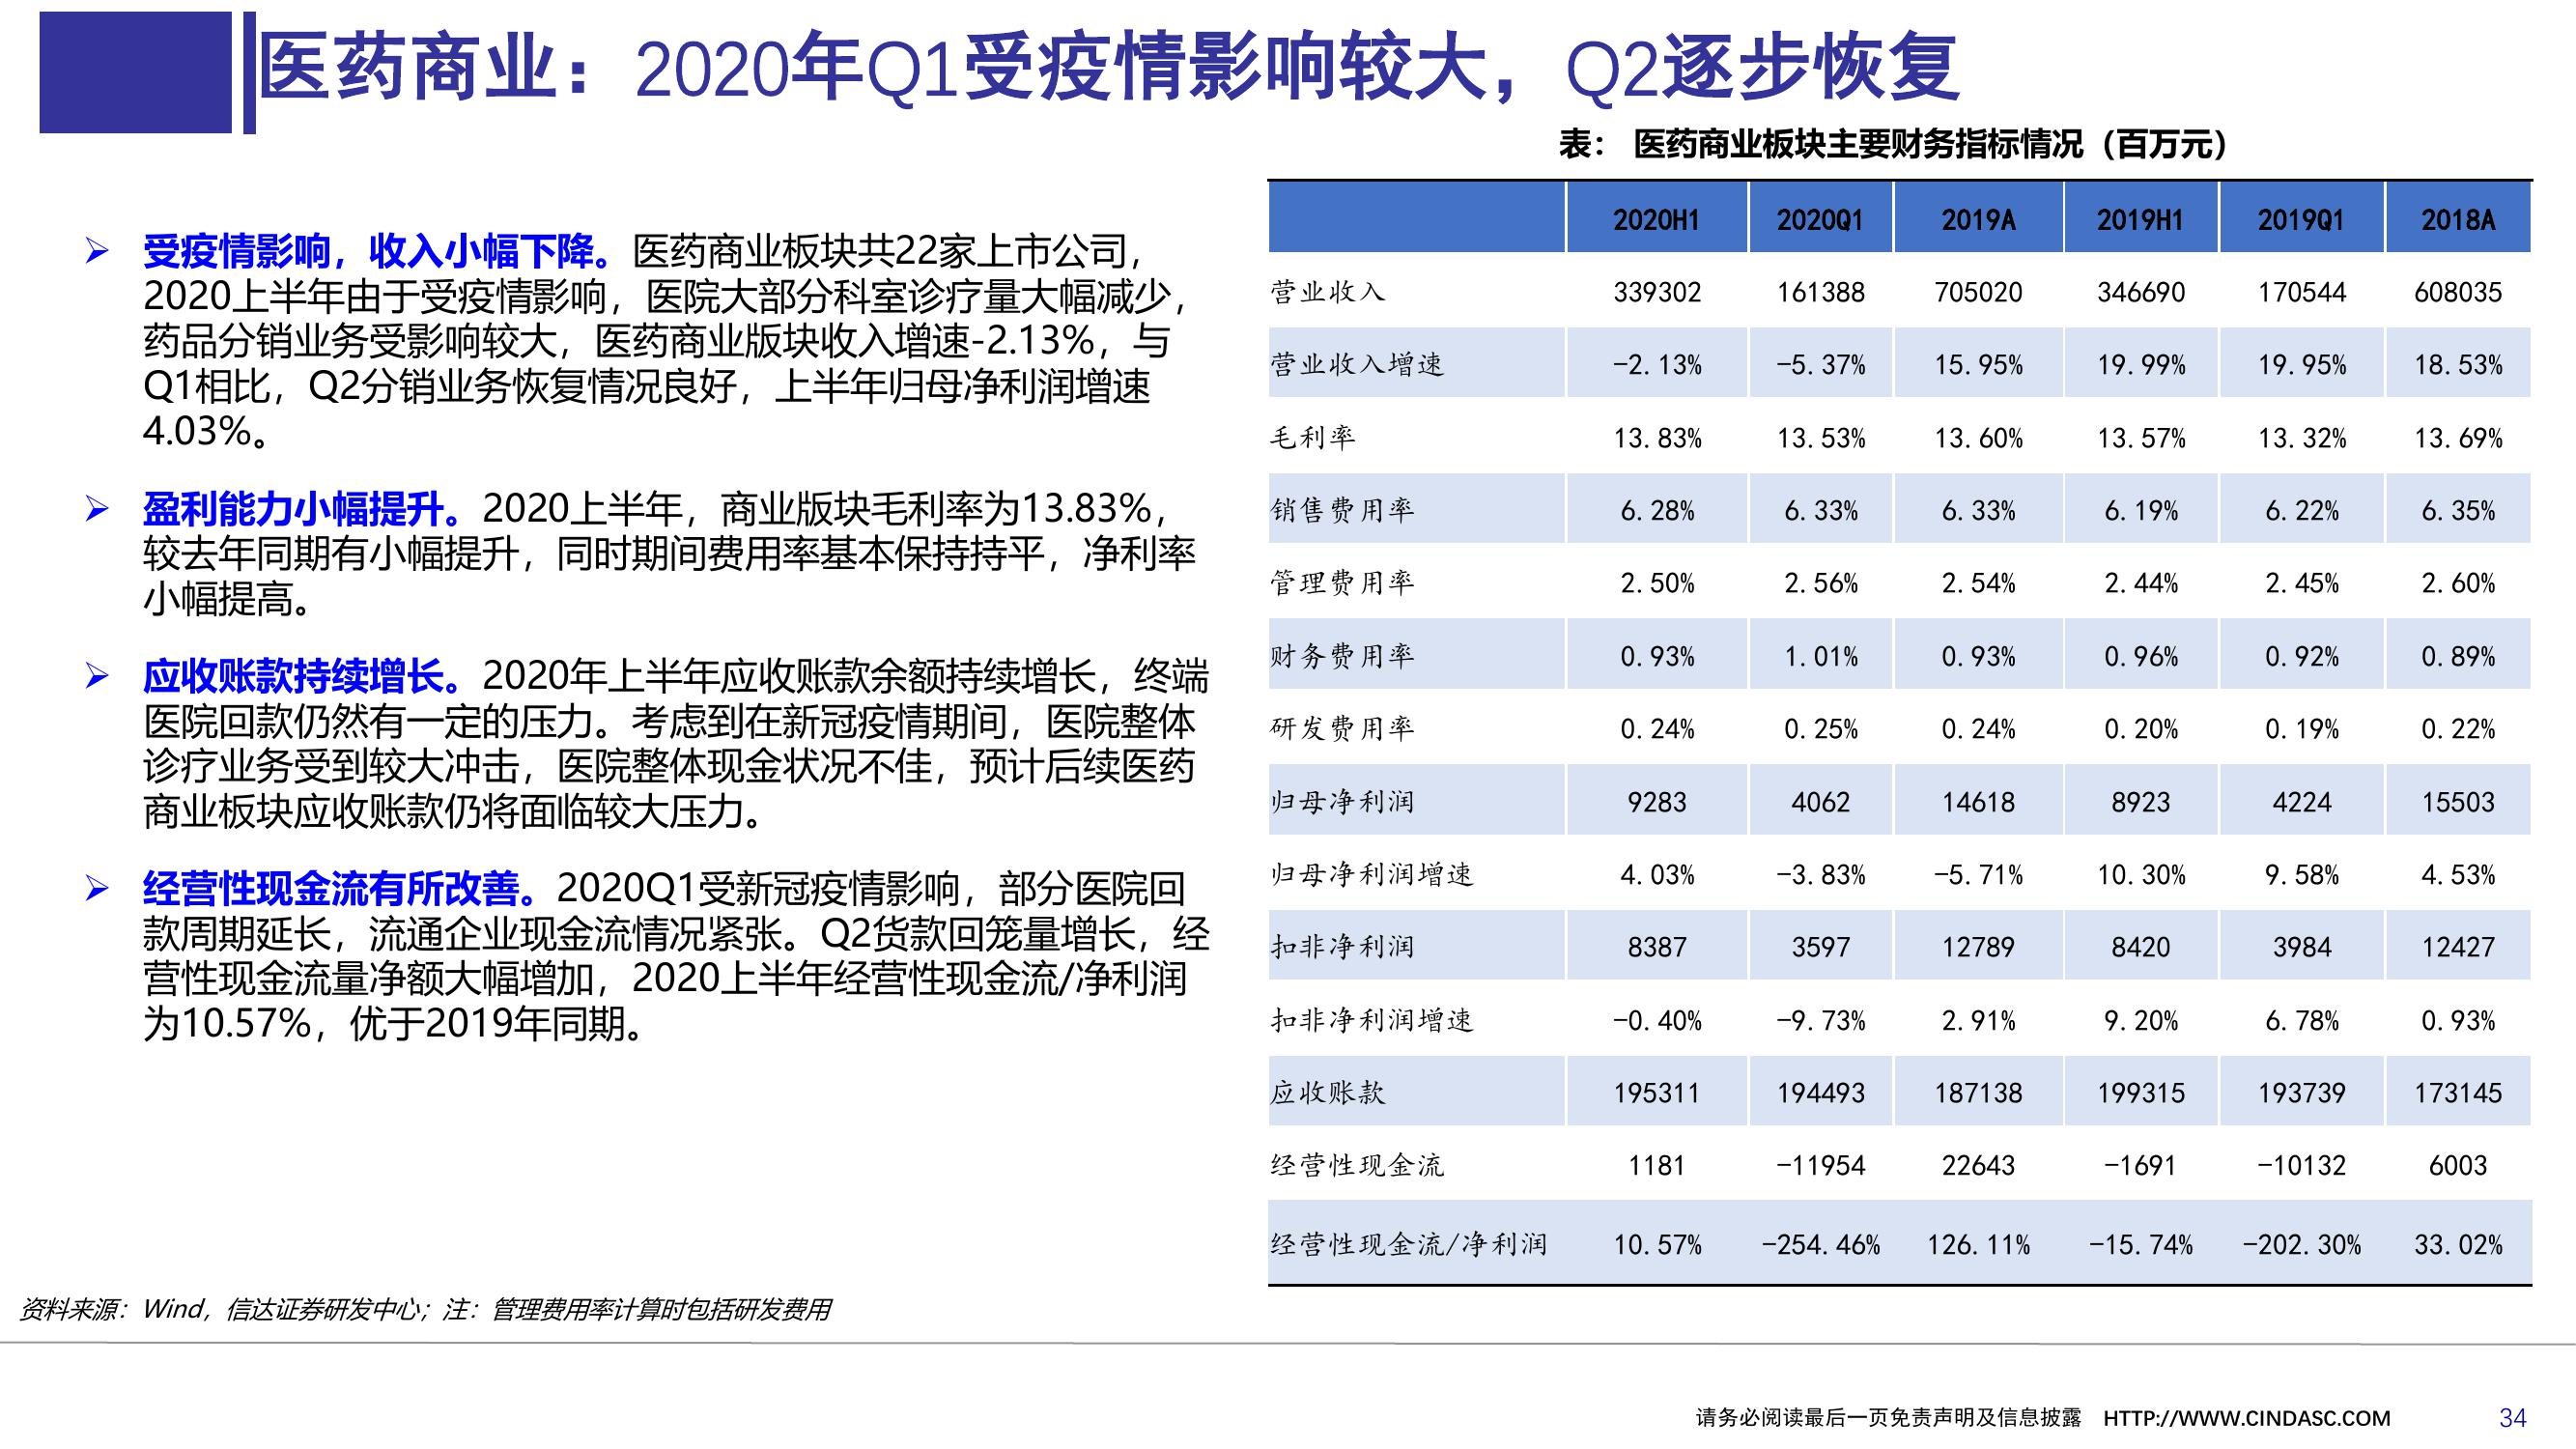 医药商业：2020年Q1受疫情影响较大，Q2逐步恢复
受疫情影响，收入小幅下降。医药商业板块共22家上市公司，
2020上半年由于受疫情影响，医院大部分科室诊疗量大幅减少，
药品分销业务受影响较大，医药商业版块收入增速-2.13%，与
Q1相比，Q2分销业务恢复情况良好，上半年归母净利润增速
4.03%。
盈利能力小幅提升。2020上半年，商业版块毛利率为13.83%，
较去年同期有小幅提升，同时期间费用率基本保持持平，净利率
小幅提高。
应收账款持续增长。2020年上半年应收账款余额持续增长，终端
医院回款仍然有一定的压力。考虑到在新冠疫情期间，医院整体
诊疗业务受到较大冲击，医院整体现金状况不佳，预计后续医药
商业板块应收账款仍将面临较大压力。
经营性现金流有所改善。2020Q1受新冠疫情影响，部分医院回
款周期延长，流通企业现金流情况紧张。Q2货款回笼量增长，经
营性现金流量净额大幅增加，2020上半年经营性现金流/净利润
为10.57%，优于2019年同期。
表： 医药商业板块主要财务指标情况（百万元）
2020H1 2020Q1 2019A 2019H1 2019Q1 2018A
营业收入 339302 161388 705020 346690 170544 608035
营业收入增速 -2.13% -5.37% 15.95% 19.99% 19.95% 18.53%
毛利率 13.83% 13.53% 13.60% 13.57% 13.32% 13.69%
销售费用率 6.28% 6.33% 6.33% 6.19% 6.22% 6.35%
管理费用率 2.50% 2.56% 2.54% 2.44% 2.45% 2.60%
财务费用率 0.93% 1.01% 0.93% 0.96% 0.92% 0.89%
研发费用率 0.24% 0.25% 0.24% 0.20% 0.19% 0.22%
归母净利润 9283 4062 14618 8923 4224 15503
归母净利润增速 4.03% -3.83% -5.71% 10.30% 9.58% 4.53%
扣非净利润 8387 3597 12789 8420 3984 12427
扣非净利润增速 -0.40% -9.73% 2.91% 9.20% 6.78% 0.93%
应收账款 195311 194493 187138 199315 193739 173145
经营性现金流 1181 -11954 22643 -1691 -10132 6003
经营性现金流/净利润 10.57% -254.46% 126.11% -15.74% -202.30% 33.02%
资料来源：Wind，信达证券研发中心；注：管理费用率计算时包括研发费用
请务必阅读最后一页免责声明及信息披露 HTTP://WWW.CINDASC.COM 34